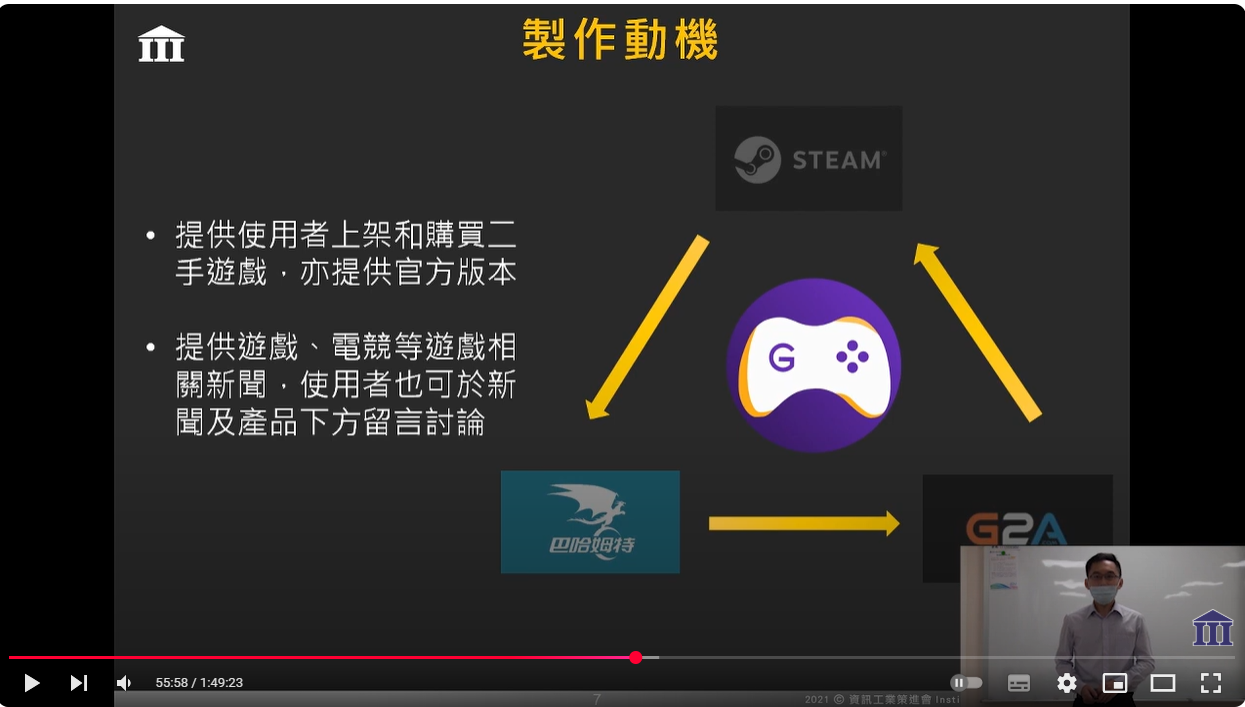 製作動機
STEAM®
• 提供使用者上架和購買二
手遊戲，亦提供官方版本
• 提供遊戲、電競等遊戲相
關新聞，使用者也可於新
聞及產品下方留言討論
G
巴哈姆特
G2A
55:58 / 1:49:23
7
2021 © 資訊工業策進會 Insti